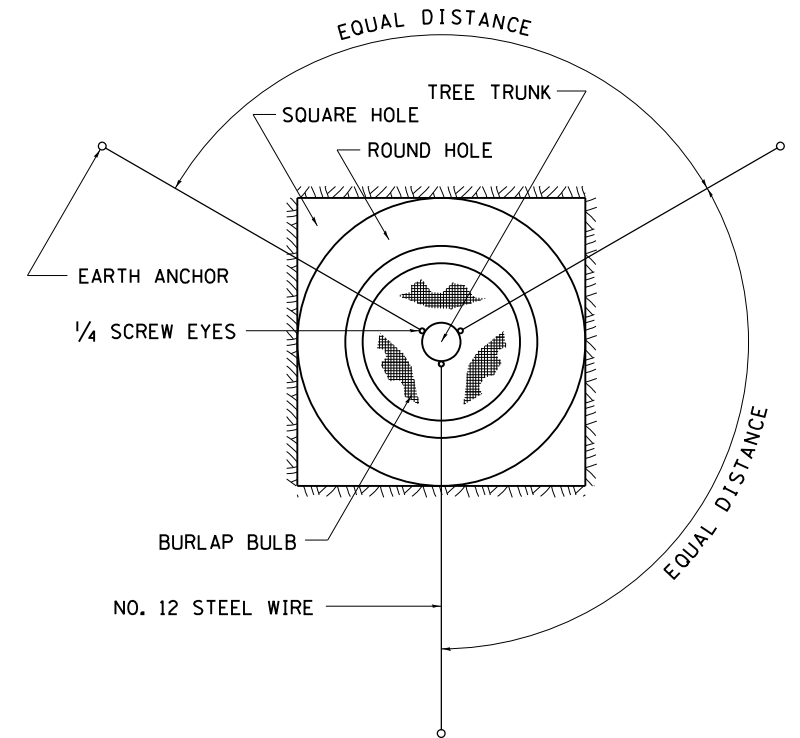 EQUAL DISTANCE
TREE TRUNK
SQUARE HOLE
ROUND HOLE
EARTH ANCHOR
1/4 SCREW EYES
BURLAP BULB
NO. 12 STEEL WIRE
EQUAL DISTANCE